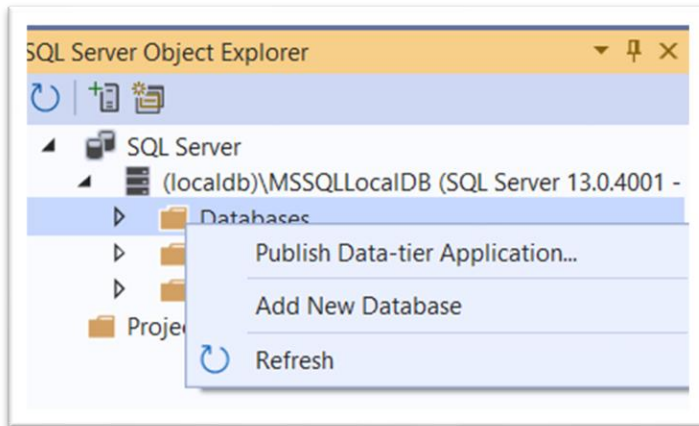 SQL Server Object Explorer
SQL Server
(localdb)\MSSQLLocalDB (SQL Server 13.0.4001 -
Databases
Publish Data-tier Application...
Add New Database
Proje
Refresh